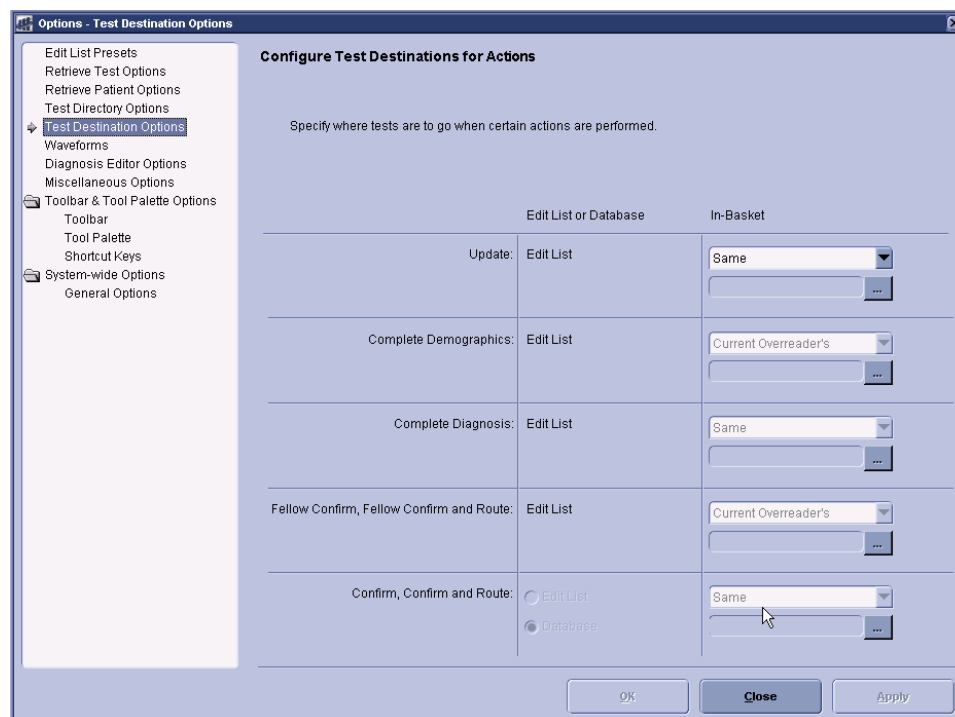 Options - Test Destination Options
Edit List Presets
Retrieve Test Options
Retrieve Patient Options
Test Directory Options
Test Destination Options
Waveforms
Diagnosis Editor Options
Miscellaneous Options
Toolbar & Tool Palette Options
Toolbar
Tool Palette
Shortcut Keys
System-wide Options
General Options
Configure Test Destinations for Actions
Specify where tests are to go when certain actions are performed.
Edit List or Database In-Basket
Update: Edit List Same
...
Complete Demographics: Edit List Current Overreader's
...
Complete Diagnosis: Edit List Same
...
Fellow Confirm, Fellow Confirm and Route: Edit List Current Overreader's
...
Confirm, Confirm and Route: Edit List Same
Database ...
OK Close Apply